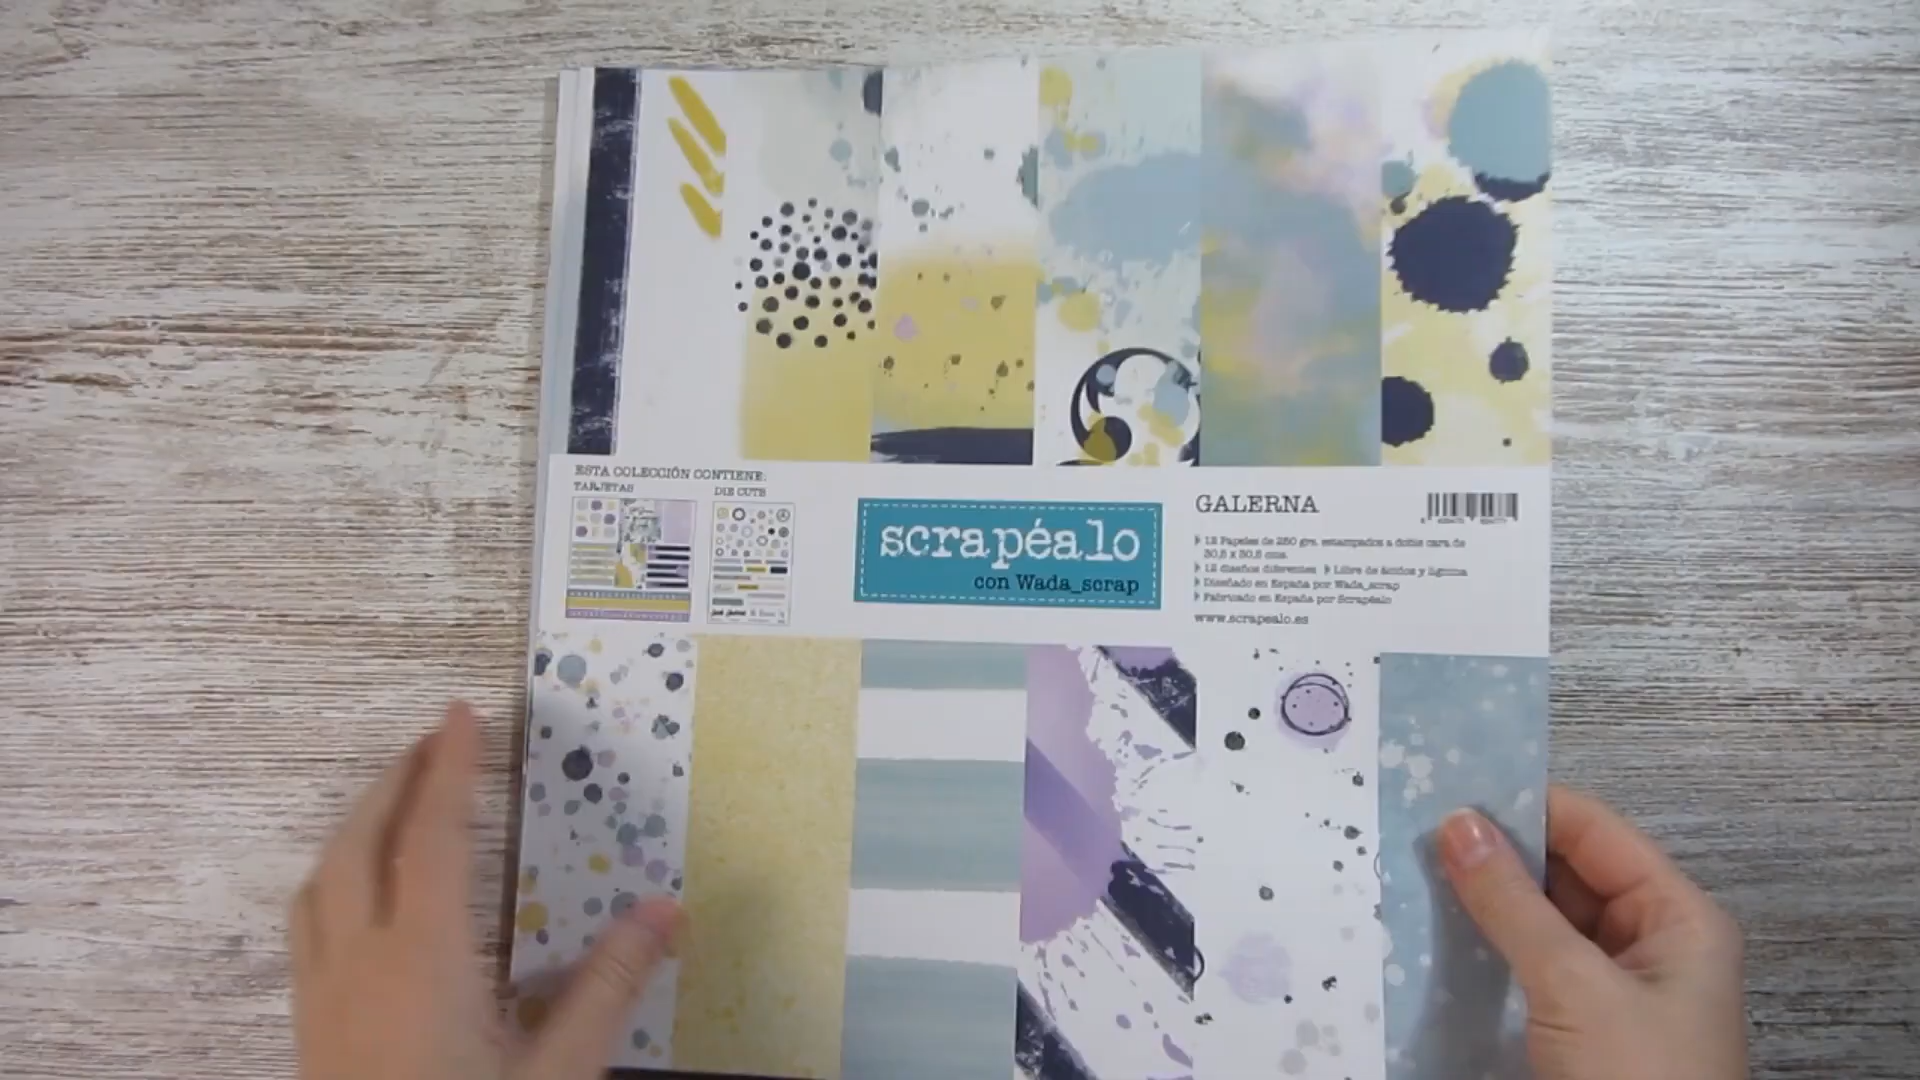 ESTA COLECCIÓN CONTIENE:
TARJETAS
DIE CUTS
scrapéalo
con Wada_scrap
GALERNA
12 Papeles de 250 grs. estampados a doble cara de
30,5 x 30,5 cms.
12 diseños diferentes Libre de ácidos y lignina
Diseñado en España por Wada_scrap
Fabricado en España por Scrapéalo
www.scrapealo.es